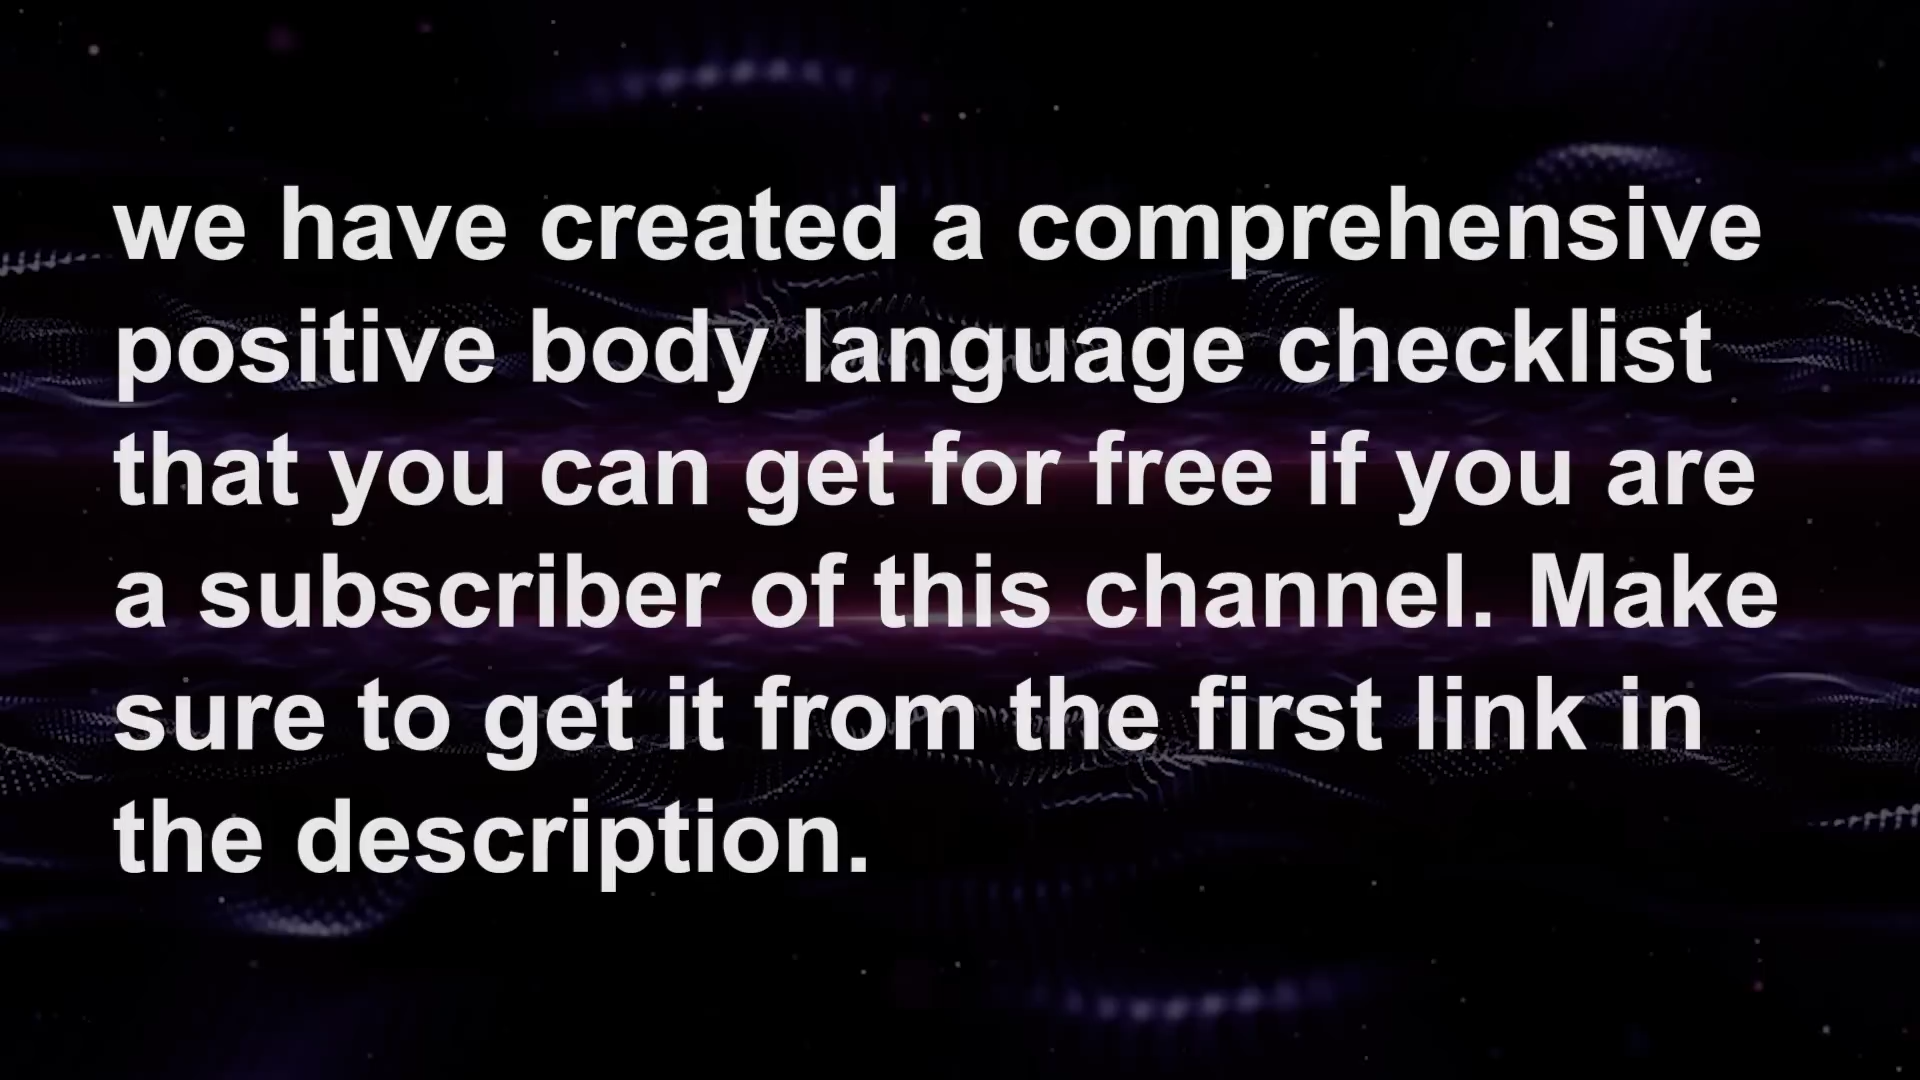 we have created a comprehensive
positive body language checklist
that you can get for free if you are
a subscriber of this channel. Make
sure to get it from the first link in
the description.